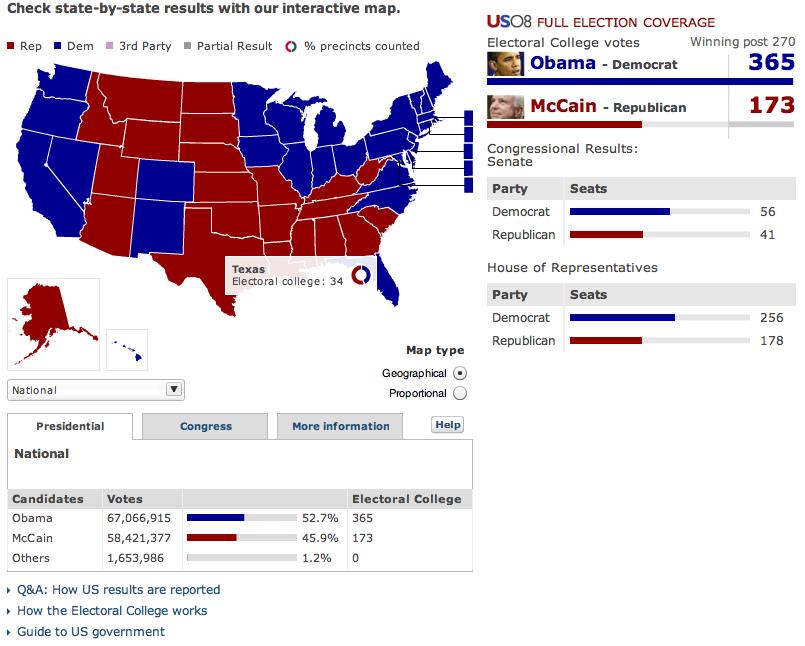 Check state-by-state results with our interactive map.
Rep Dem 3rd Party Partial Result % precincts counted
Texas
Electoral college: 34
Map type
Geographical
Proportional
National
Presidential Congress More information Help
National
Candidates Votes Electoral College
Obama 67,066,915 52.7% 365
McCain 58,421,377 45.9% 173
Others 1,653,986 1.2% 0
Q&A: How US results are reported
How the Electoral College works
Guide to US government
US08 FULL ELECTION COVERAGE
Electoral College votes Winning post 270
Obama - Democrat 365
McCain - Republican 173
Congressional Results:
Senate
Party Seats
Democrat 56
Republican 41
House of Representatives
Party Seats
Democrat 256
Republican 178